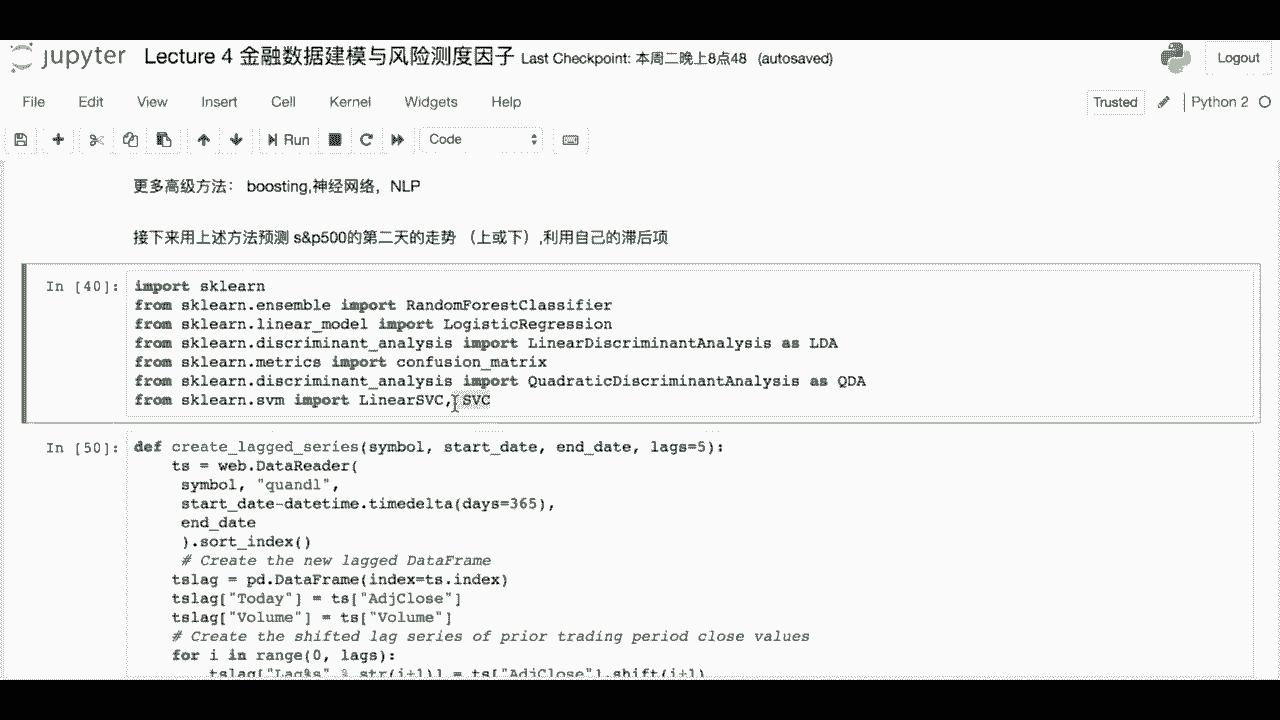 jupyter Lecture 4 金融数据建模与风险测度因子 Last Checkpoint: 本周二晚上8点48 (autosaved) Logout
File Edit View Insert Cell Kernel Widgets Help Trusted Python 2
Run Code
更多高级方法： boosting,神经网络，NLP
接下来用上述方法预测 s&p500的第二天的走势 （上或下）,利用自己的滞后项
In [40]: import sklearn
from sklearn.ensemble import RandomForestClassifier
from sklearn.linear_model import LogisticRegression
from sklearn.discriminant_analysis import LinearDiscriminantAnalysis as LDA
from sklearn.metrics import confusion_matrix
from sklearn.discriminant_analysis import QuadraticDiscriminantAnalysis as QDA
from sklearn.svm import LinearSVC, SVC
In [50]: def create_lagged_series(symbol, start_date, end_date, lags=5):
ts = web.DataReader(
symbol, "quandl",
start_date-datetime.timedelta(days=365),
end_date
).sort_index()
# Create the new lagged DataFrame
tslag = pd.DataFrame(index=ts.index)
tslag["Today"] = ts["AdjClose"]
tslag["Volume"] = ts["Volume"]
# Create the shifted lag series of prior trading period close values
for i in range(0, lags):
tslag["Lag%s" % str(i+1)] = ts["AdjClose"].shift(i+1)